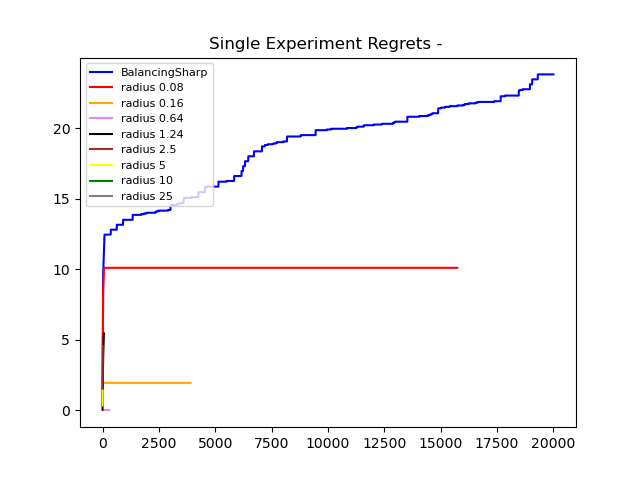 Single Experiment Regrets -
BalancingSharp
radius 0.08
radius 0.16
radius 0.64
radius 1.24
radius 2.5
radius 5
radius 10
radius 25
20
15
10
5
0
0 2500 5000 7500 10000 12500 15000 17500 20000